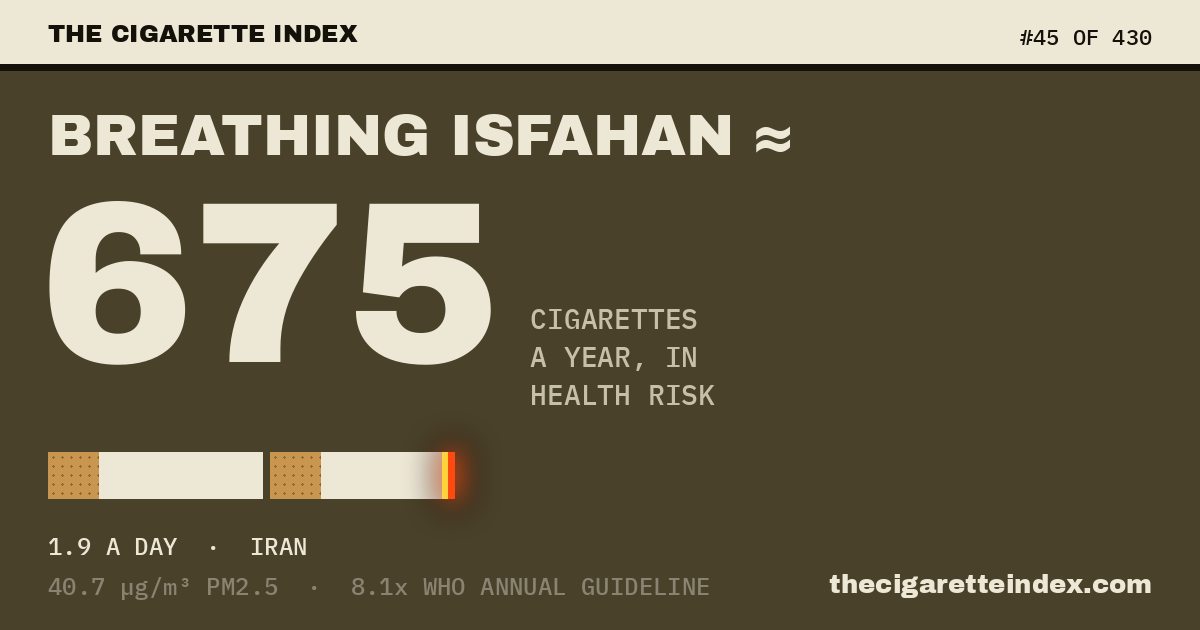 THE CIGARETTE INDEX
#45 OF 430
BREATHING ISFAHAN ≈
675
CIGARETTES
A YEAR, IN
HEALTH RISK
1.9 A DAY · IRAN
40.7 µg/m³ PM2.5 · 8.1x WHO ANNUAL GUIDELINE
thecigaretteindex.com